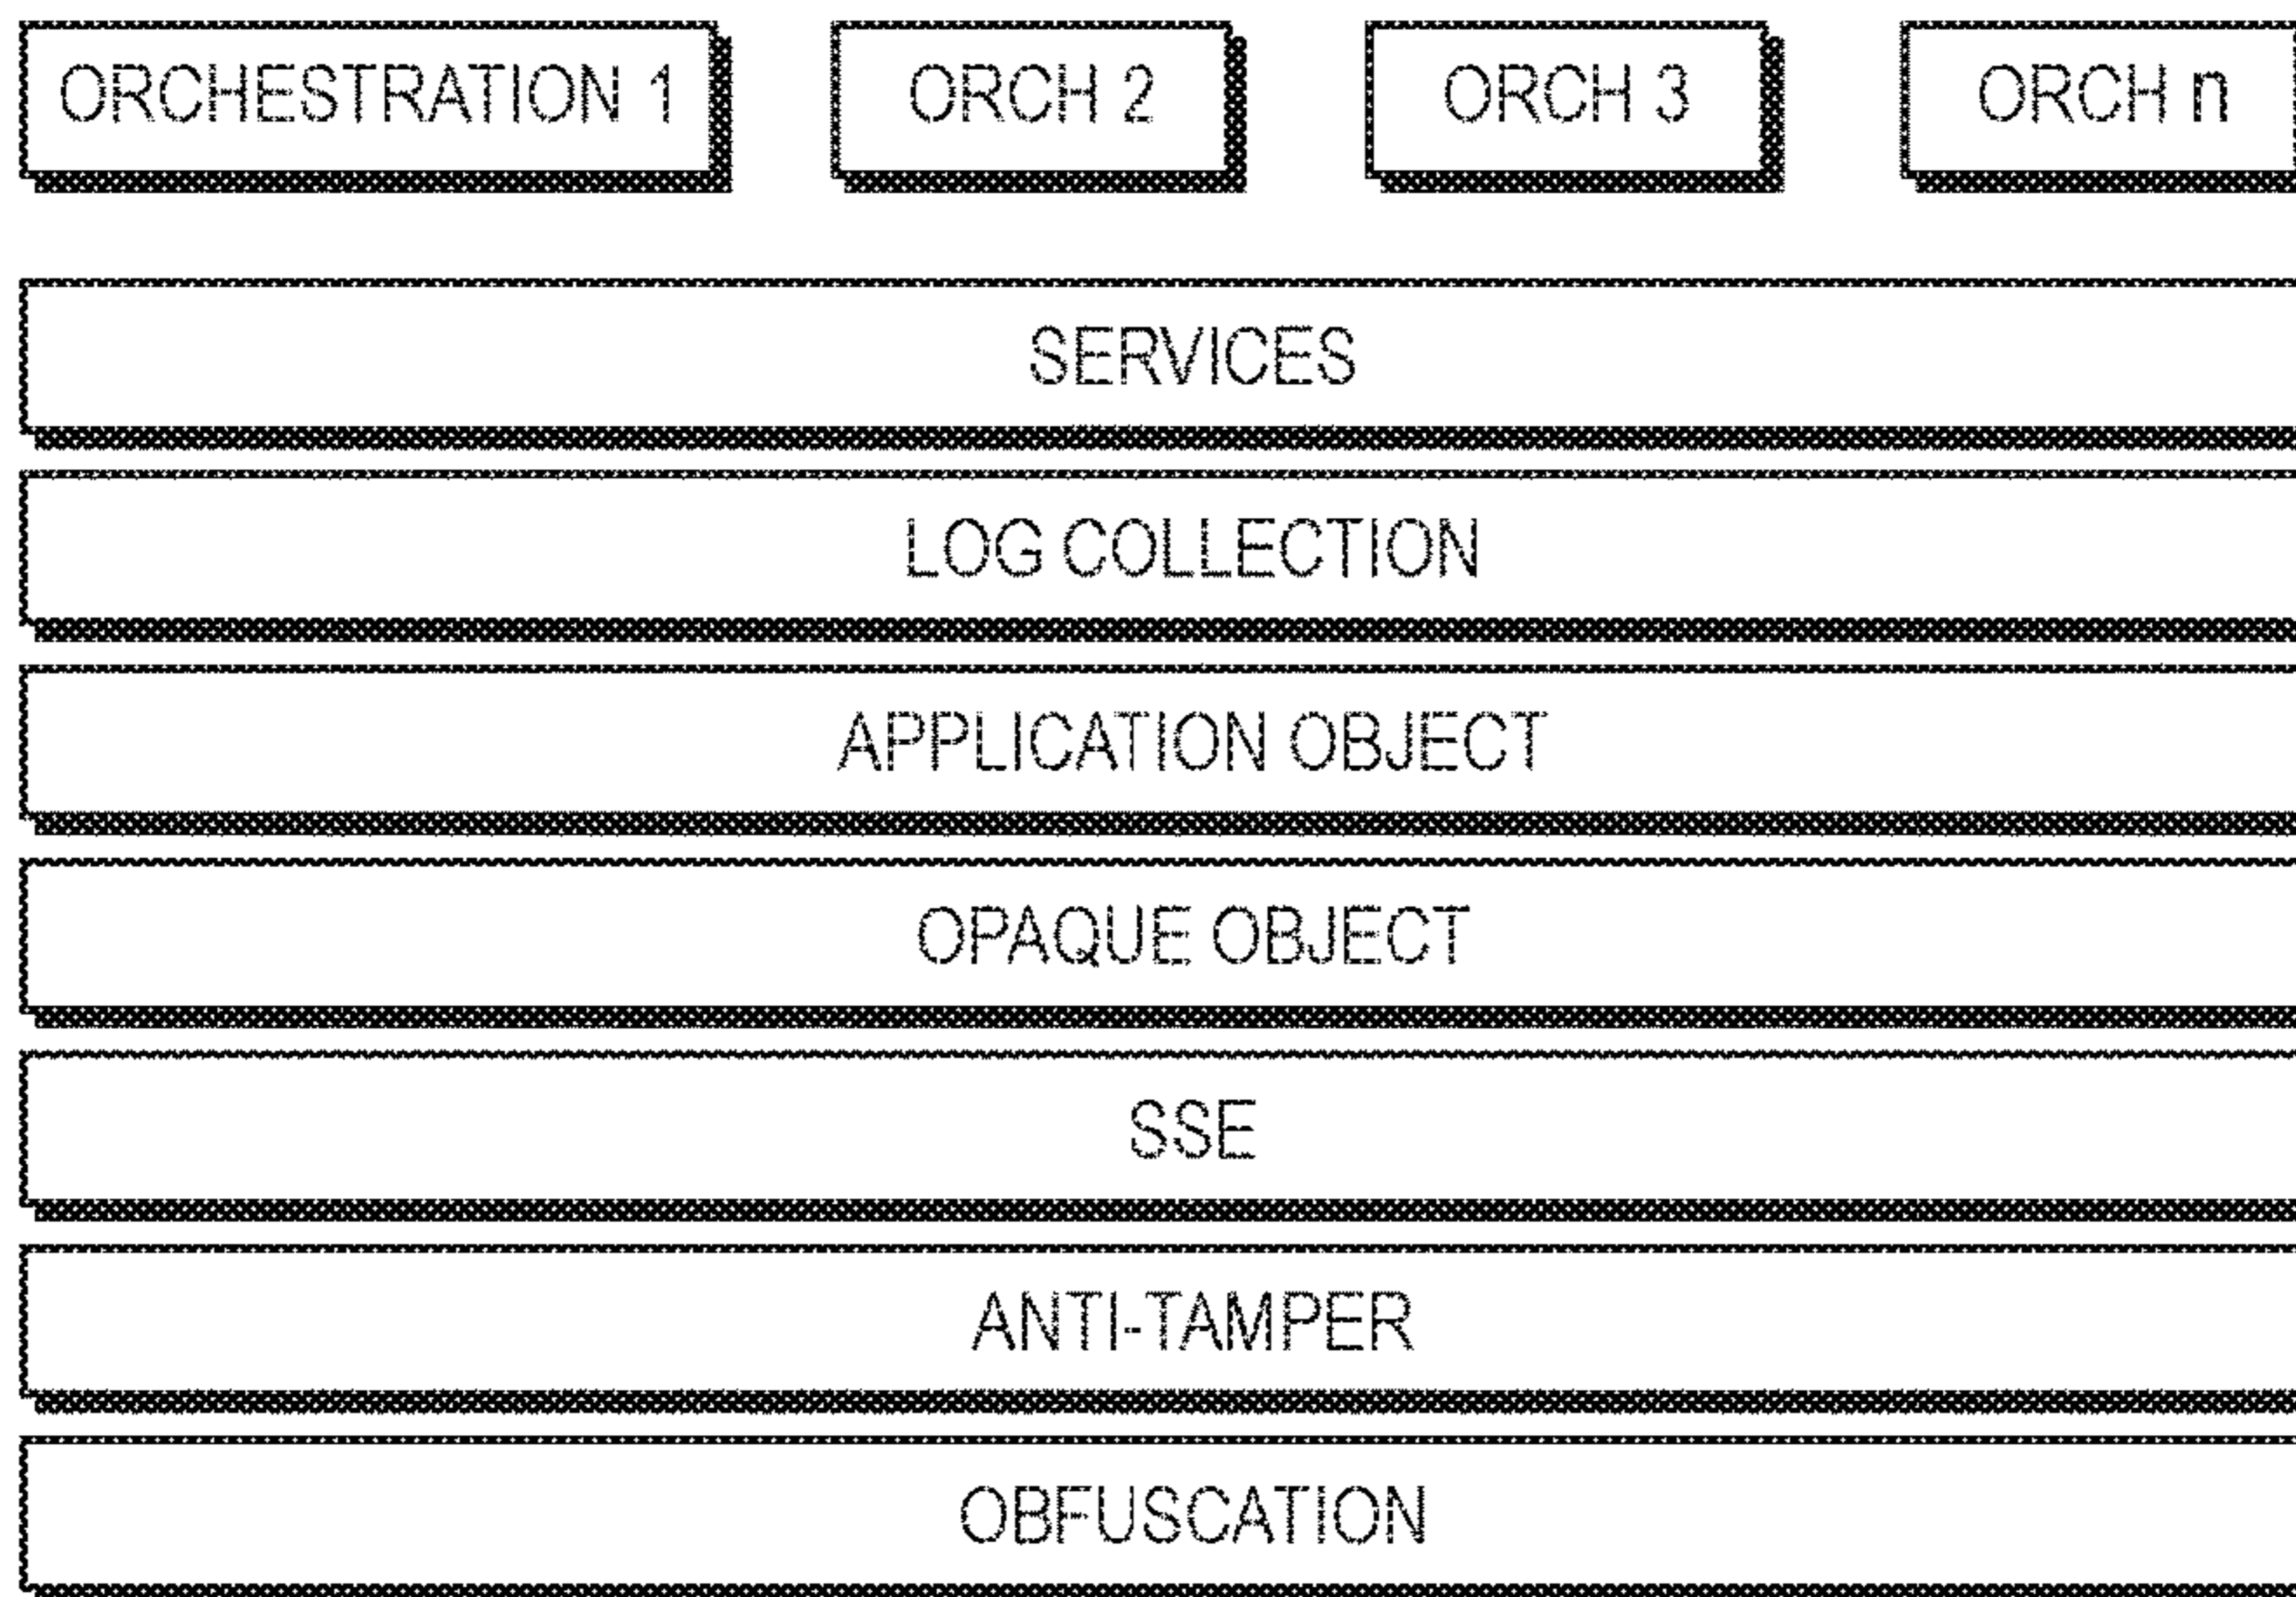 ORCHESTRATION 1 ORCH 2 ORCH 3 ORCH n
SERVICES
LOG COLLECTION
APPLICATION OBJECT
OPAQUE OBJECT
SSE
ANTI-TAMPER
OBFUSCATION